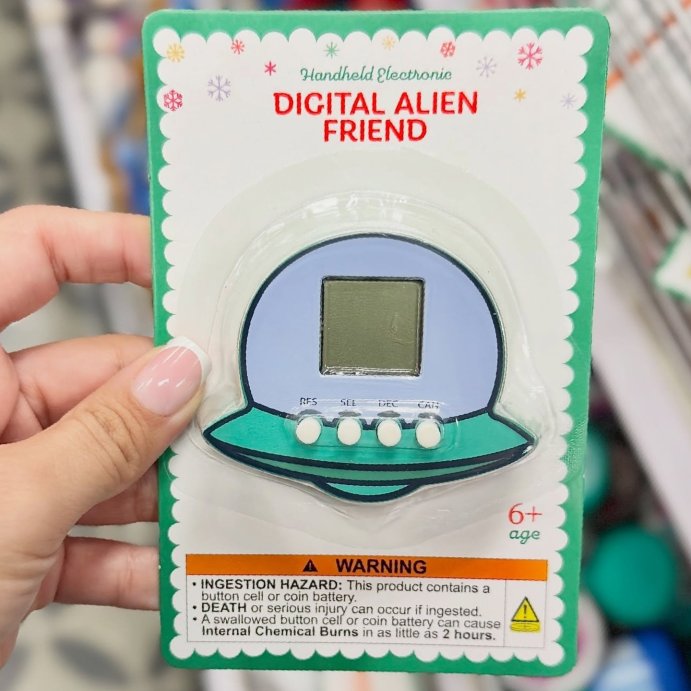 Handheld Electronic
DIGITAL ALIEN
FRIEND
RES SEL DEC CAN
6+
age
WARNING
• INGESTION HAZARD: This product contains a
button cell or coin battery.
• DEATH or serious injury can occur if ingested.
• A swallowed button cell or coin battery can cause
Internal Chemical Burns in as little as 2 hours.